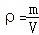 ρ = m/V